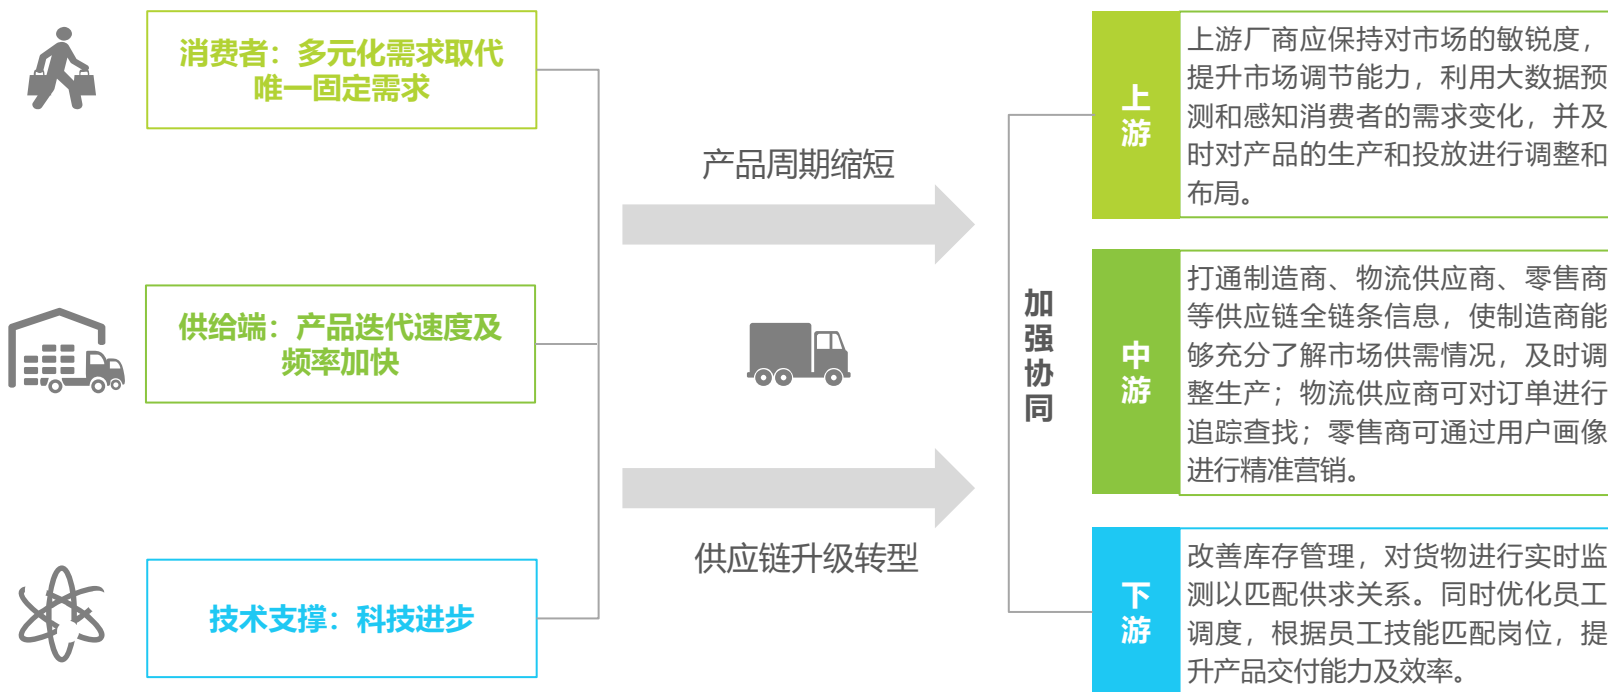 消费者：多元化需求取代
唯一固定需求
供给端：产品迭代速度及
频率加快
技术支撑：科技进步
产品周期缩短
供应链升级转型
加
强
协
同
上
游
上游厂商应保持对市场的敏锐度，
提升市场调节能力，利用大数据预
测和感知消费者的需求变化，并及
时对产品的生产和投放进行调整和
布局。
中
游
打通制造商、物流供应商、零售商
等供应链全链条信息，使制造商能
够充分了解市场供需情况，及时调
整生产；物流供应商可对订单进行
追踪查找；零售商可通过用户画像
进行精准营销。
下
游
改善库存管理，对货物进行实时监
测以匹配供求关系。同时优化员工
调度，根据员工技能匹配岗位，提
升产品交付能力及效率。